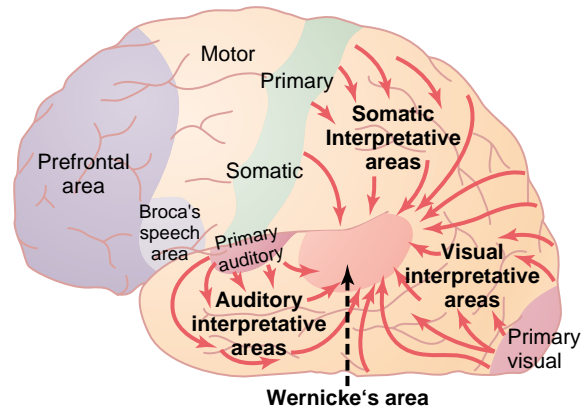 Motor
Primary
Somatic
Interpretative
areas
Prefrontal
area
Somatic
Broca's
speech
area
Primary
auditory
Auditory
interpretative
areas
Visual
interpretative
areas
Primary
visual
Wernicke‘s area